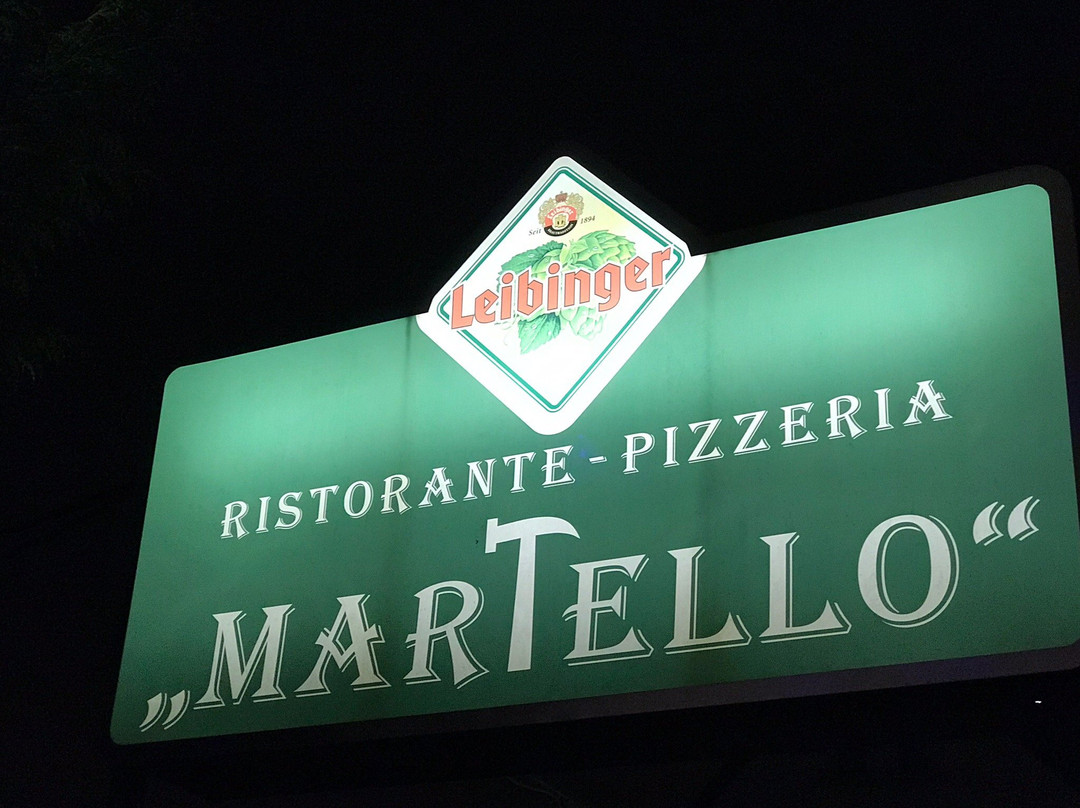 Seit 1894
Leibinger
RISTORANTE-PIZZERIA
„MARTELLO“